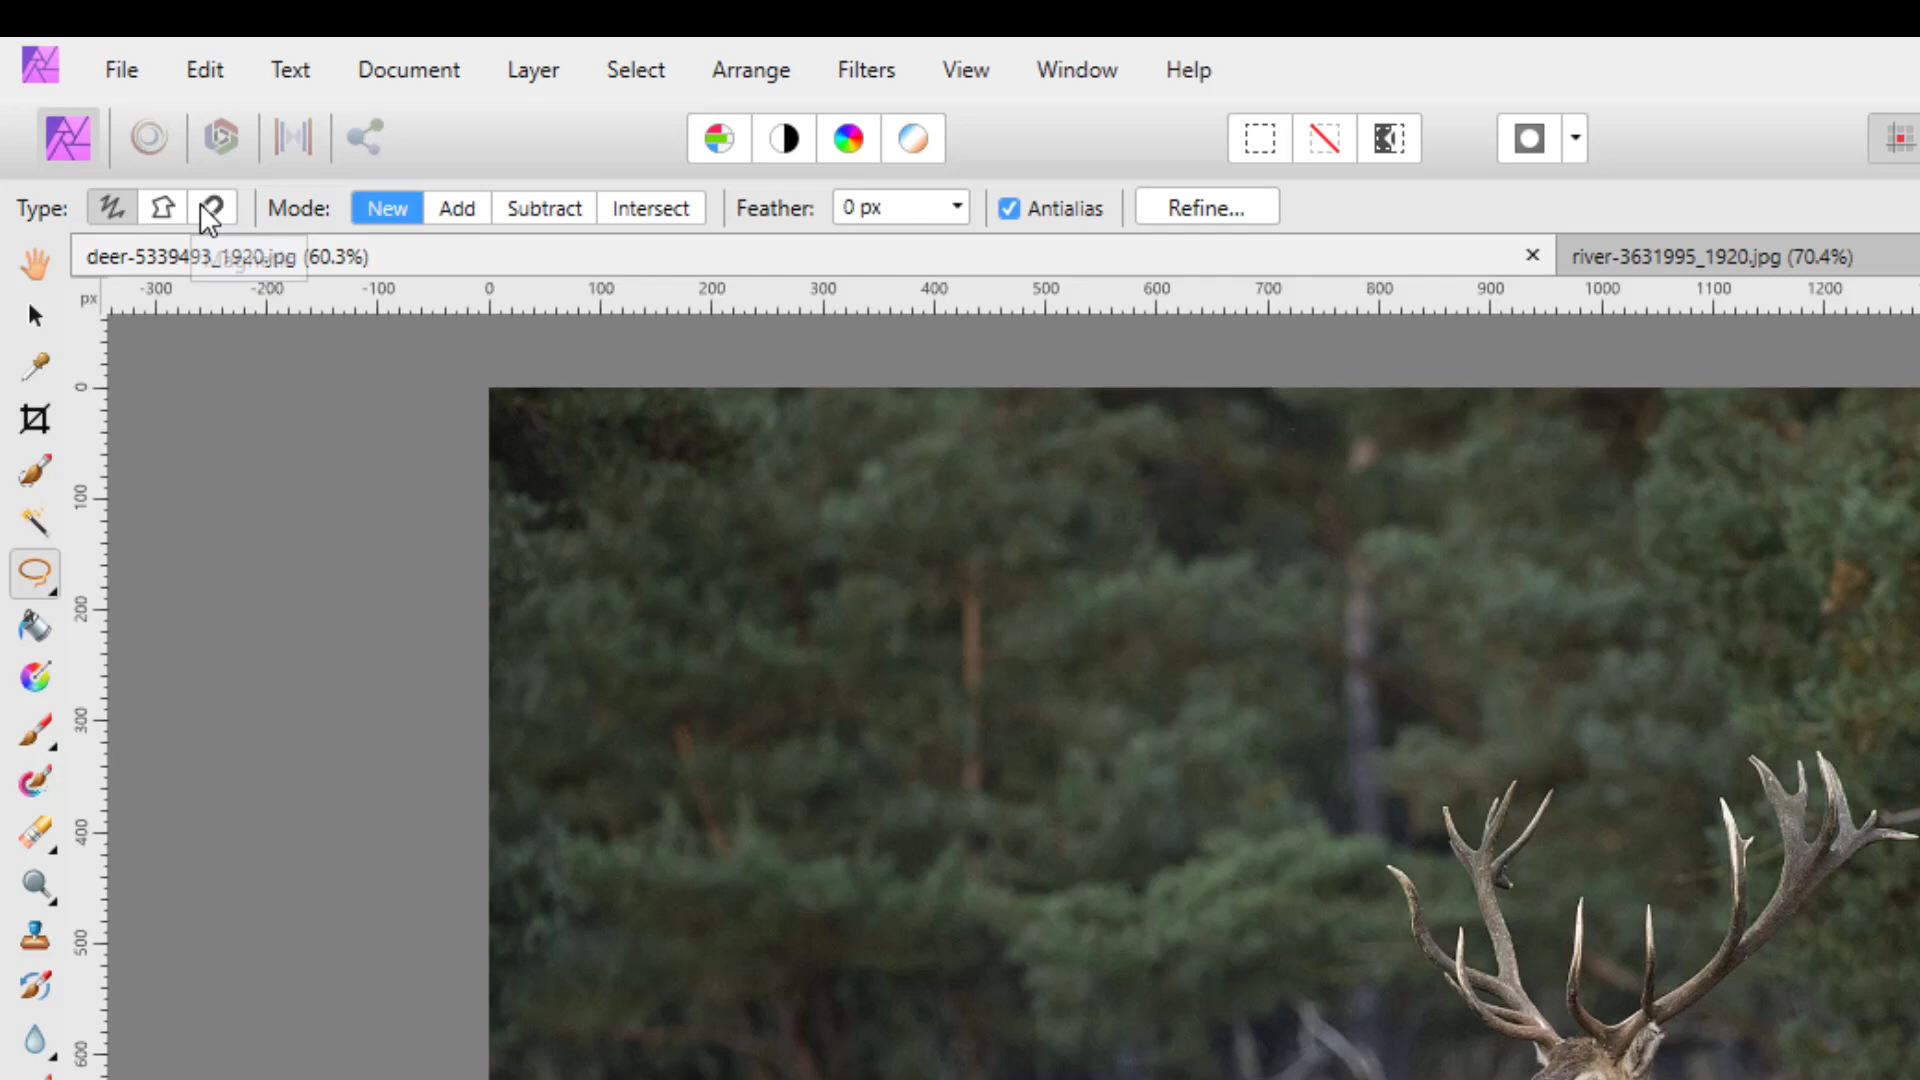 File Edit Text Document Layer Select Arrange Filters View Window Help
Type: Mode: New Add Subtract Intersect Feather: 0 px Antialias Refine...
deer-5339493_1920.jpg (60.3%) river-3631995_1920.jpg (70.4%)
px -300 -200 -100 0 100 200 300 400 500 600 700 800 900 1000 1100 1200
0
100
200
300
400
500
600